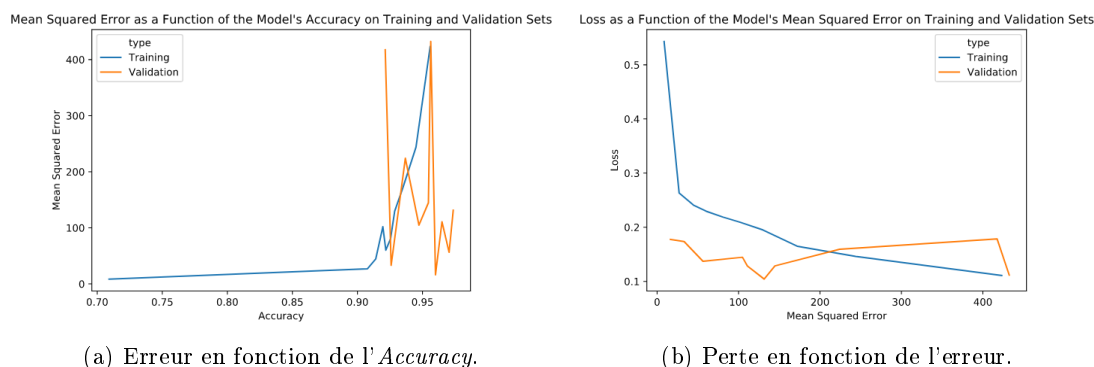 Mean Squared Error as a Function of the Model's Accuracy on Training and Validation Sets
type
Training
Validation
400
300
200
100
0
Mean Squared Error
0.70 0.75 0.80 0.85 0.90 0.95
Accuracy
(a) Erreur en fonction de l'Accuracy.
Loss as a Function of the Model's Mean Squared Error on Training and Validation Sets
type
Training
Validation
0.5
0.4
0.3
0.2
0.1
Loss
0 100 200 300 400
Mean Squared Error
(b) Perte en fonction de l'erreur.